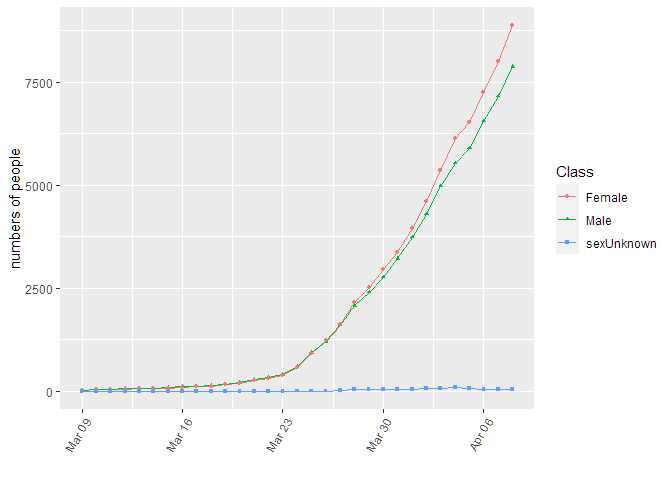 numbers of people
7500
5000
2500
0
Mar 09
Mar 16
Mar 23
Mar 30
Apr 06
Class
Female
Male
sexUnknown